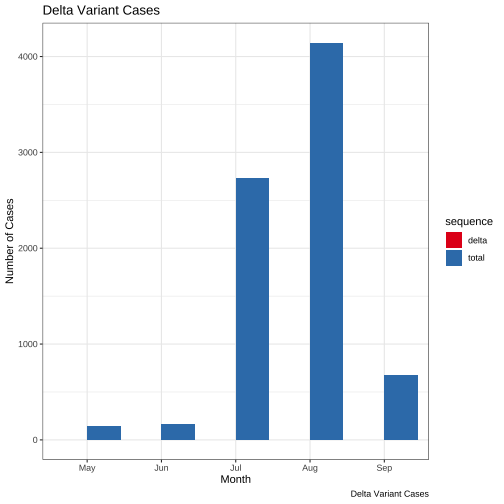 Delta Variant Cases
Number of Cases
4000
3000
2000
1000
0
May Jun Jul Aug Sep
Month
sequence
delta
total
Delta Variant Cases